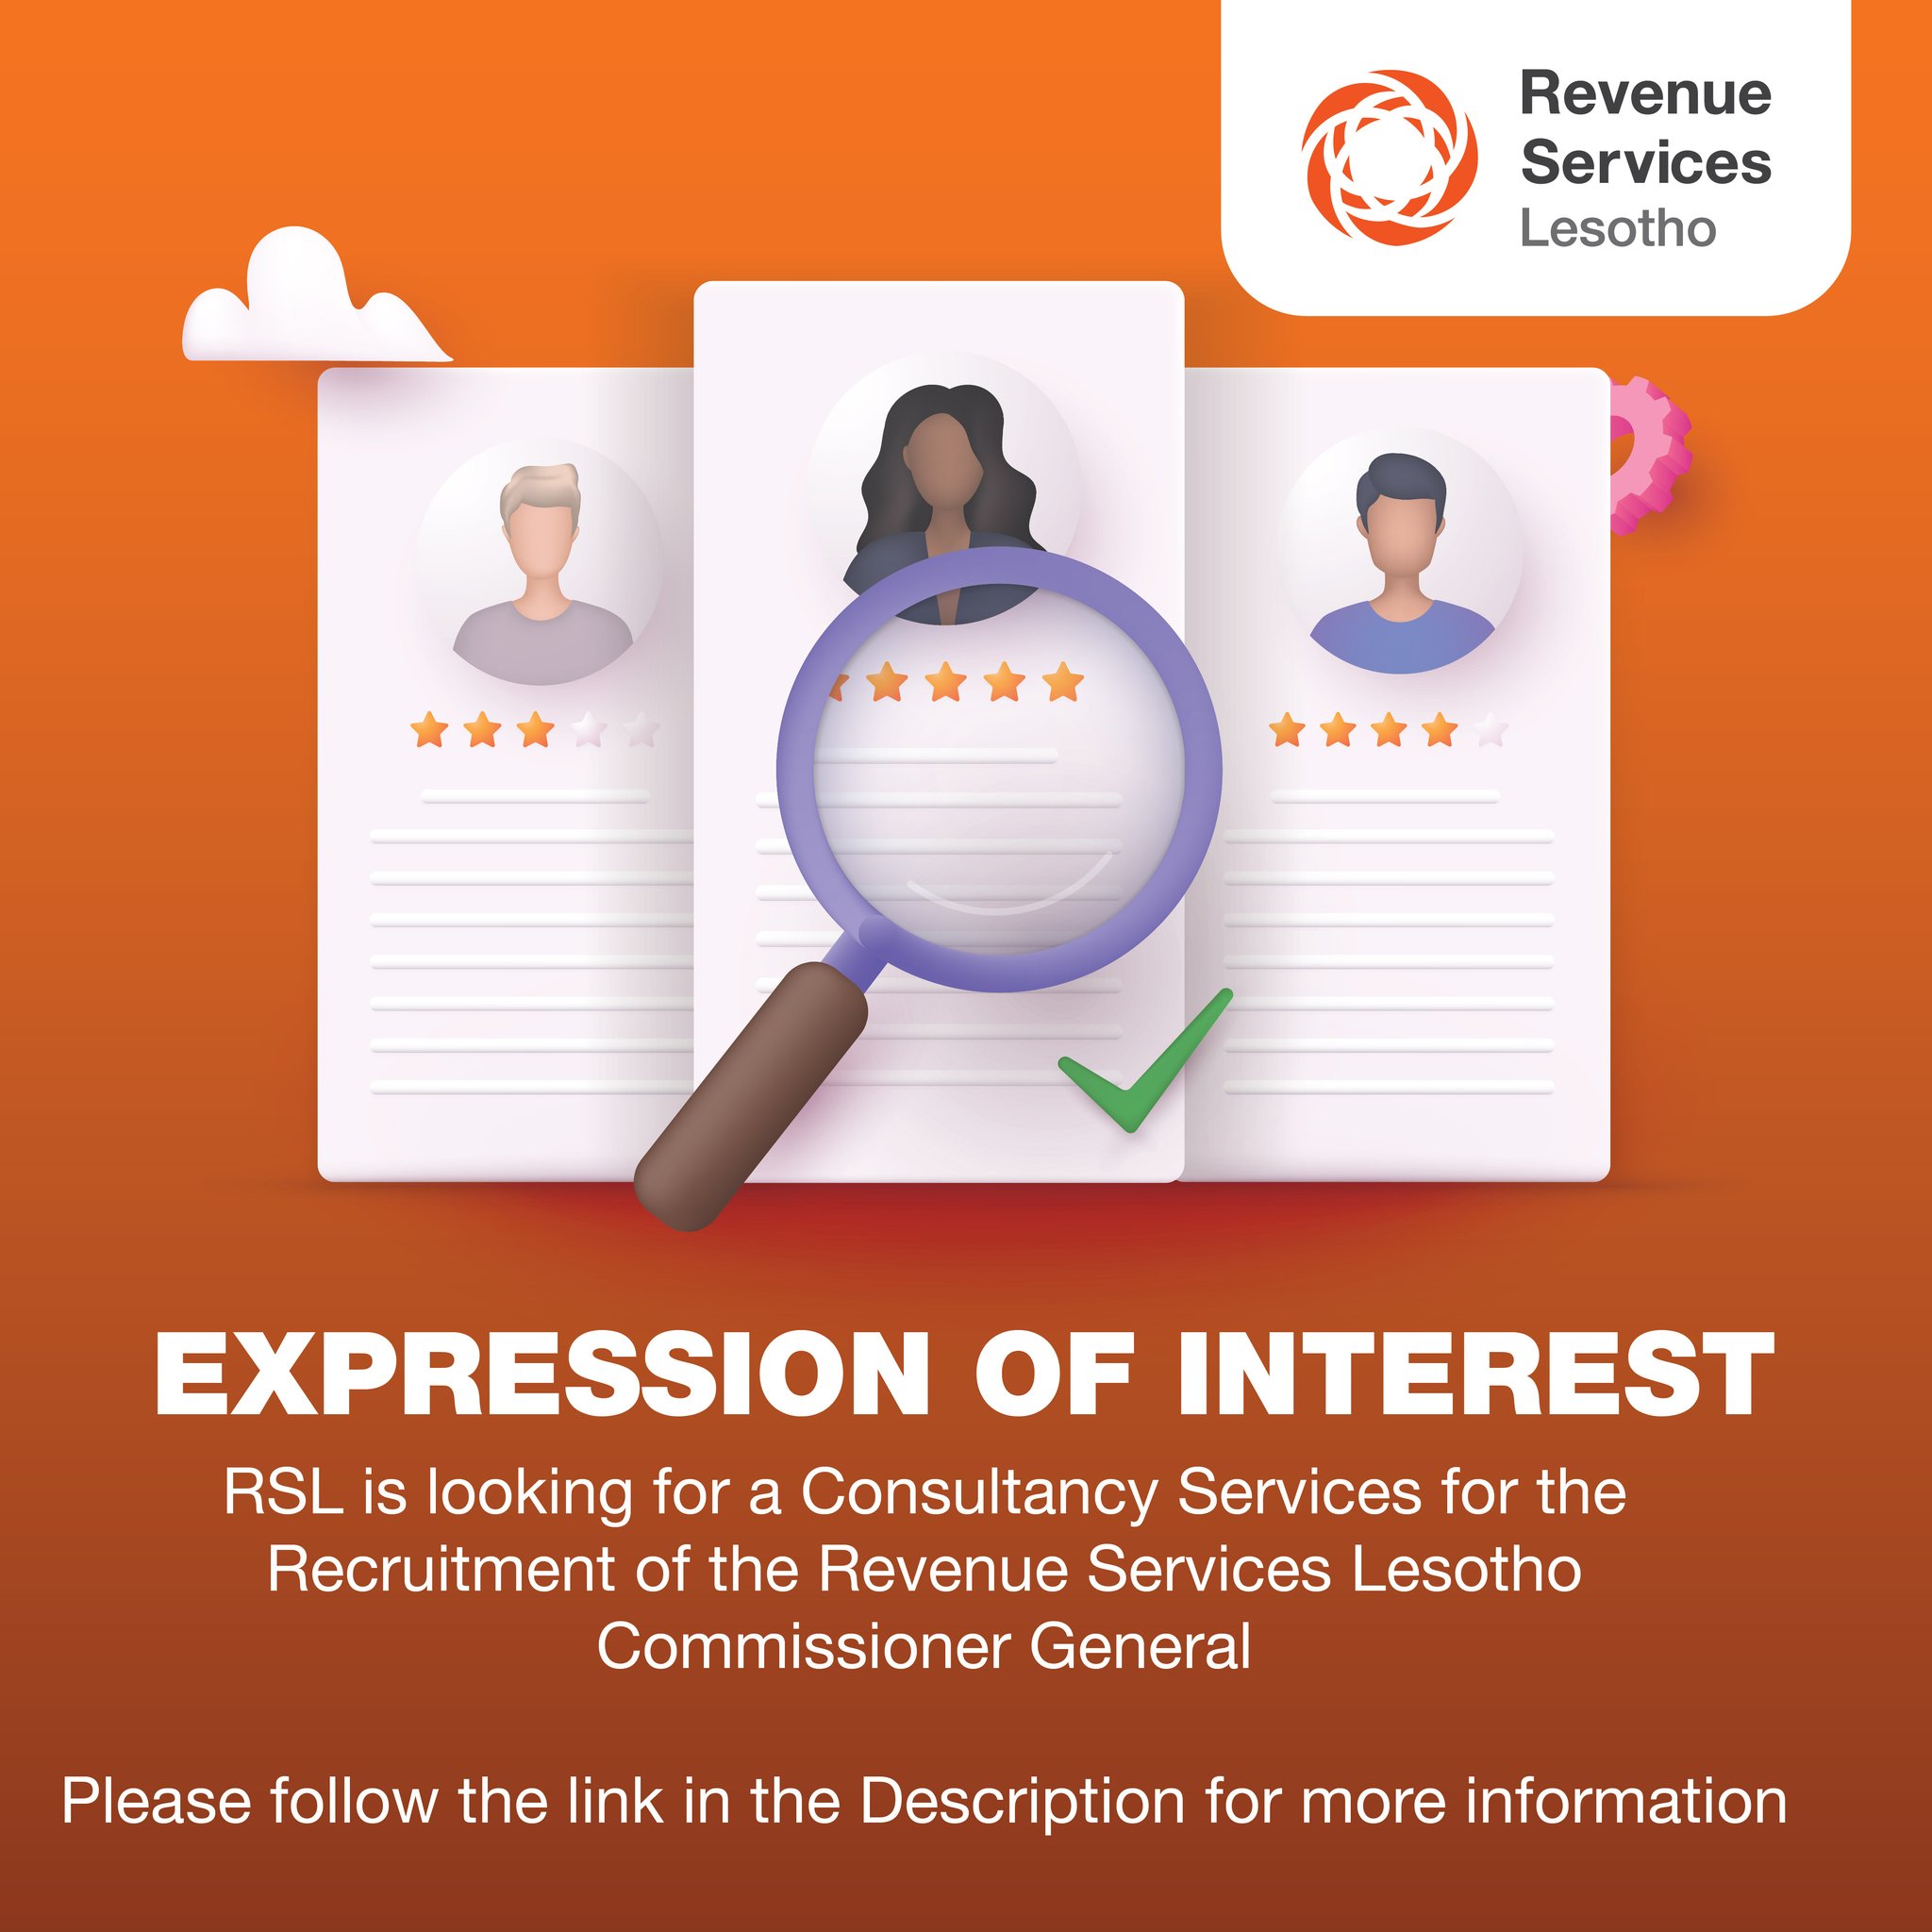 Revenue
Services
Lesotho
EXPRESSION OF INTEREST
RSL is looking for a Consultancy Services for the
Recruitment of the Revenue Services Lesotho
Commissioner General
Please follow the link in the Description for more information